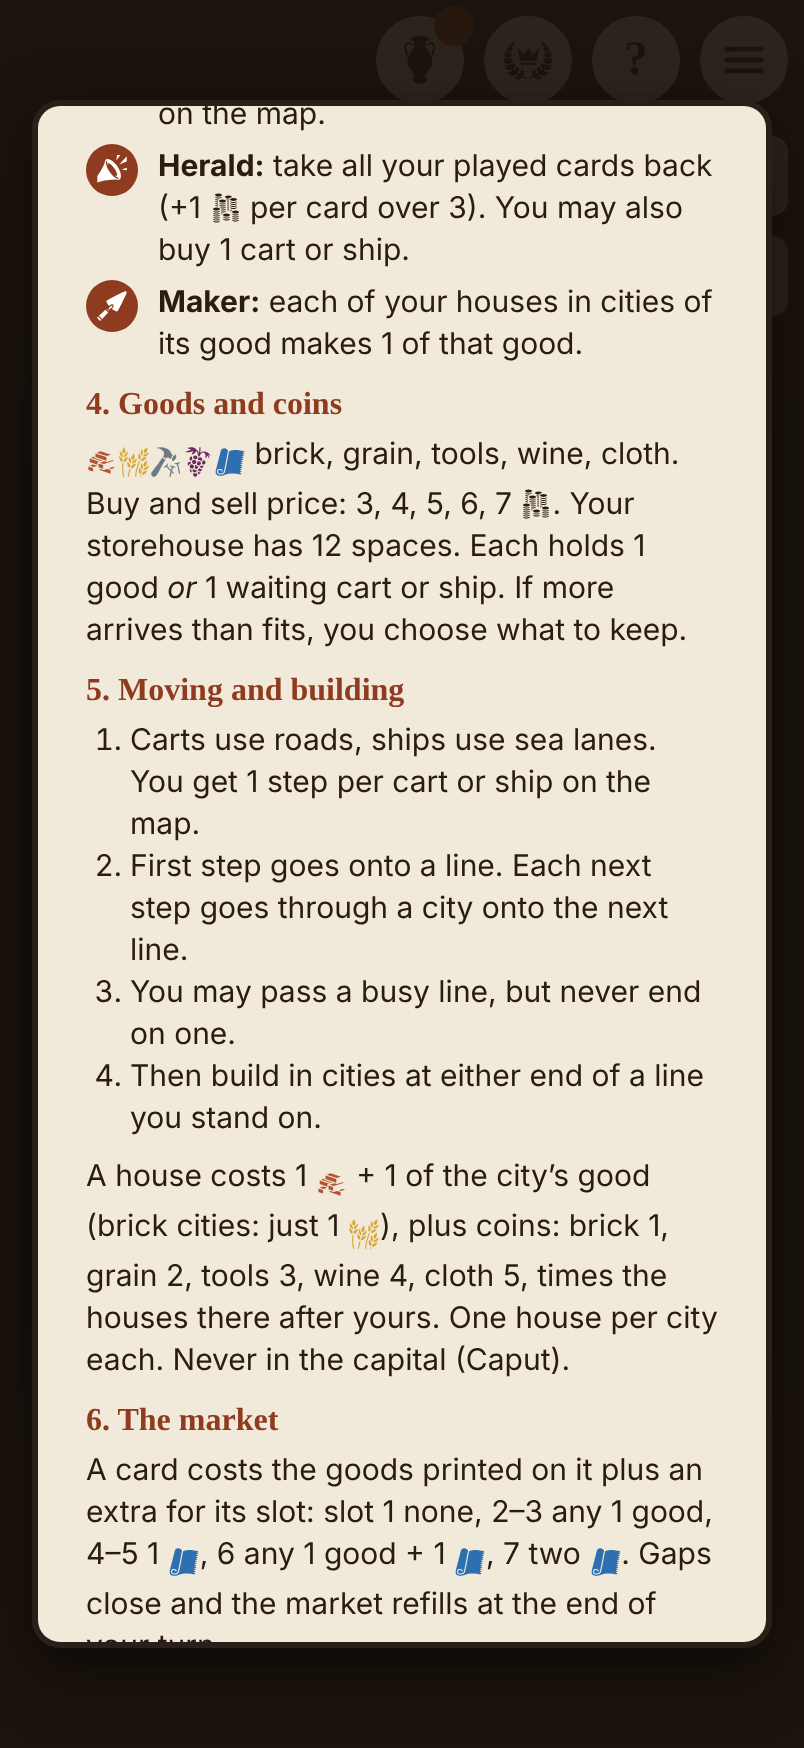 ?
on the map.
Herald: take all your played cards back
(+1 per card over 3). You may also
buy 1 cart or ship.
Maker: each of your houses in cities of
its good makes 1 of that good.
4. Goods and coins
brick, grain, tools, wine, cloth.
Buy and sell price: 3, 4, 5, 6, 7 . Your
storehouse has 12 spaces. Each holds 1
good or 1 waiting cart or ship. If more
arrives than fits, you choose what to keep.
5. Moving and building
1. Carts use roads, ships use sea lanes.
You get 1 step per cart or ship on the
map.
2. First step goes onto a line. Each next
step goes through a city onto the next
line.
3. You may pass a busy line, but never end
on one.
4. Then build in cities at either end of a line
you stand on.
A house costs 1 + 1 of the city’s good
(brick cities: just 1 ), plus coins: brick 1,
grain 2, tools 3, wine 4, cloth 5, times the
houses there after yours. One house per city
each. Never in the capital (Caput).
6. The market
A card costs the goods printed on it plus an
extra for its slot: slot 1 none, 2–3 any 1 good,
4–5 1 , 6 any 1 good + 1 , 7 two . Gaps
close and the market refills at the end of
your turn.